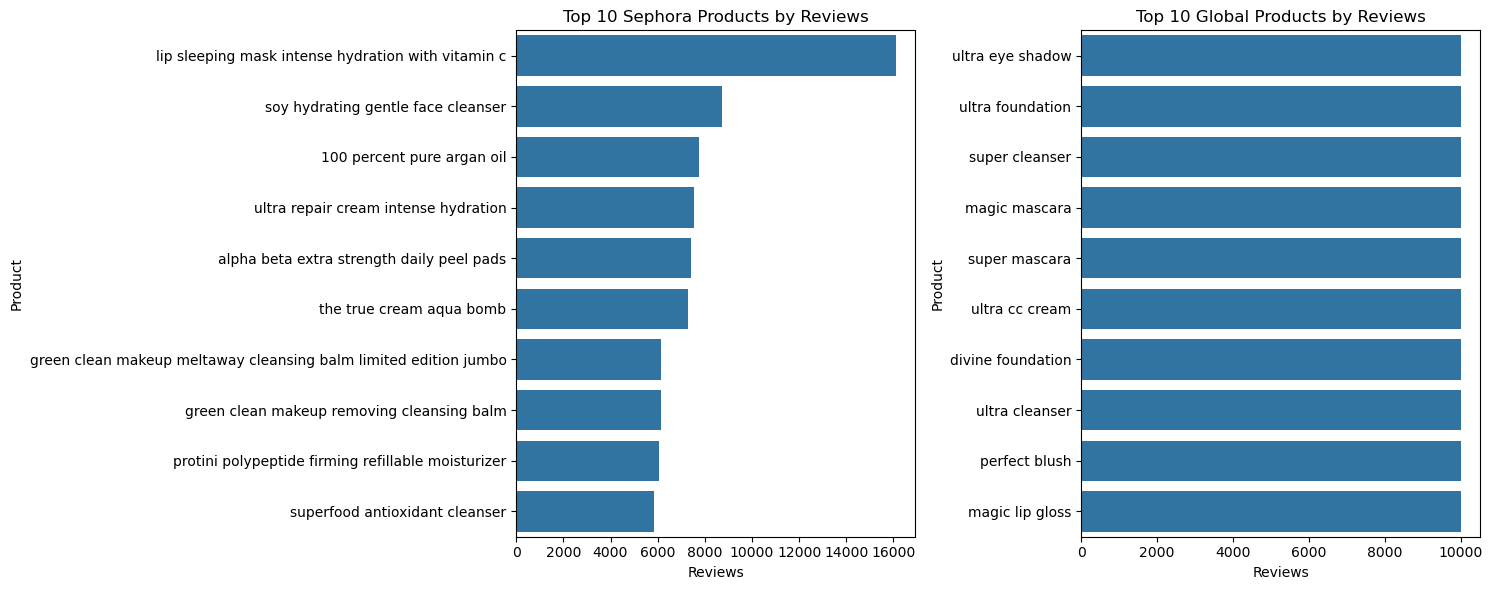 Top 10 Sephora Products by Reviews
Product
lip sleeping mask intense hydration with vitamin c
soy hydrating gentle face cleanser
100 percent pure argan oil
ultra repair cream intense hydration
alpha beta extra strength daily peel pads
the true cream aqua bomb
green clean makeup meltaway cleansing balm limited edition jumbo
green clean makeup removing cleansing balm
protini polypeptide firming refillable moisturizer
superfood antioxidant cleanser
0 2000 4000 6000 8000 10000 12000 14000 16000
Reviews
Top 10 Global Products by Reviews
Product
ultra eye shadow
ultra foundation
super cleanser
magic mascara
super mascara
ultra cc cream
divine foundation
ultra cleanser
perfect blush
magic lip gloss
0 2000 4000 6000 8000 10000
Reviews